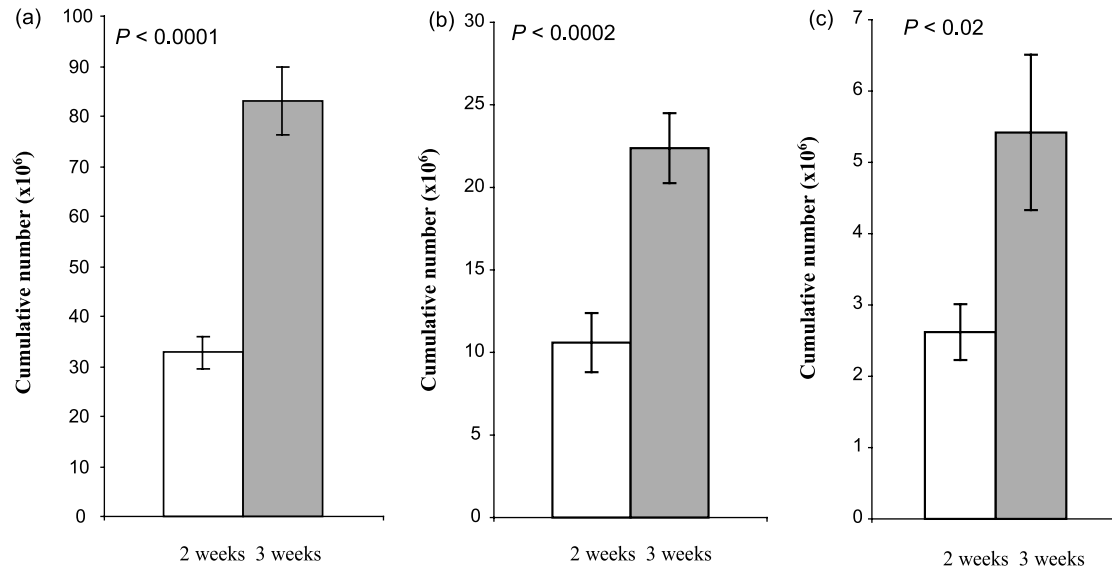 (a)
P < 0.0001
Cumulative number (x10⁶)
100
90
80
70
60
50
40
30
20
10
0
2 weeks 3 weeks
(b)
P < 0.0002
Cumulative number (x10⁶)
30
25
20
15
10
5
0
2 weeks 3 weeks
(c)
P < 0.02
Cumulative number (x10⁶)
7
6
5
4
3
2
1
0
2 weeks 3 weeks